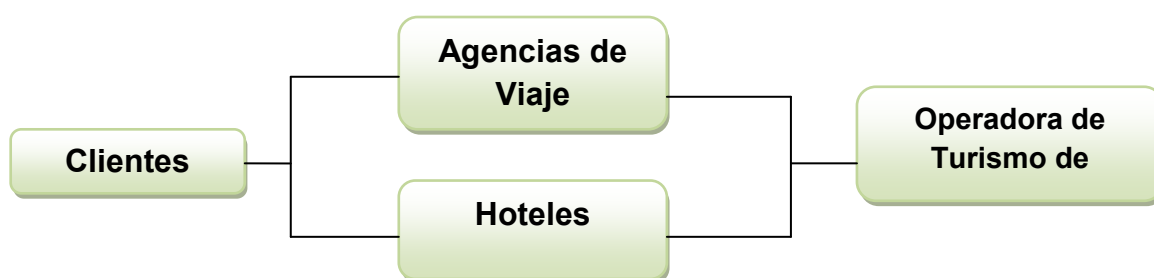 Clientes
Agencias de
Viaje
Hoteles
Operadora de
Turismo de